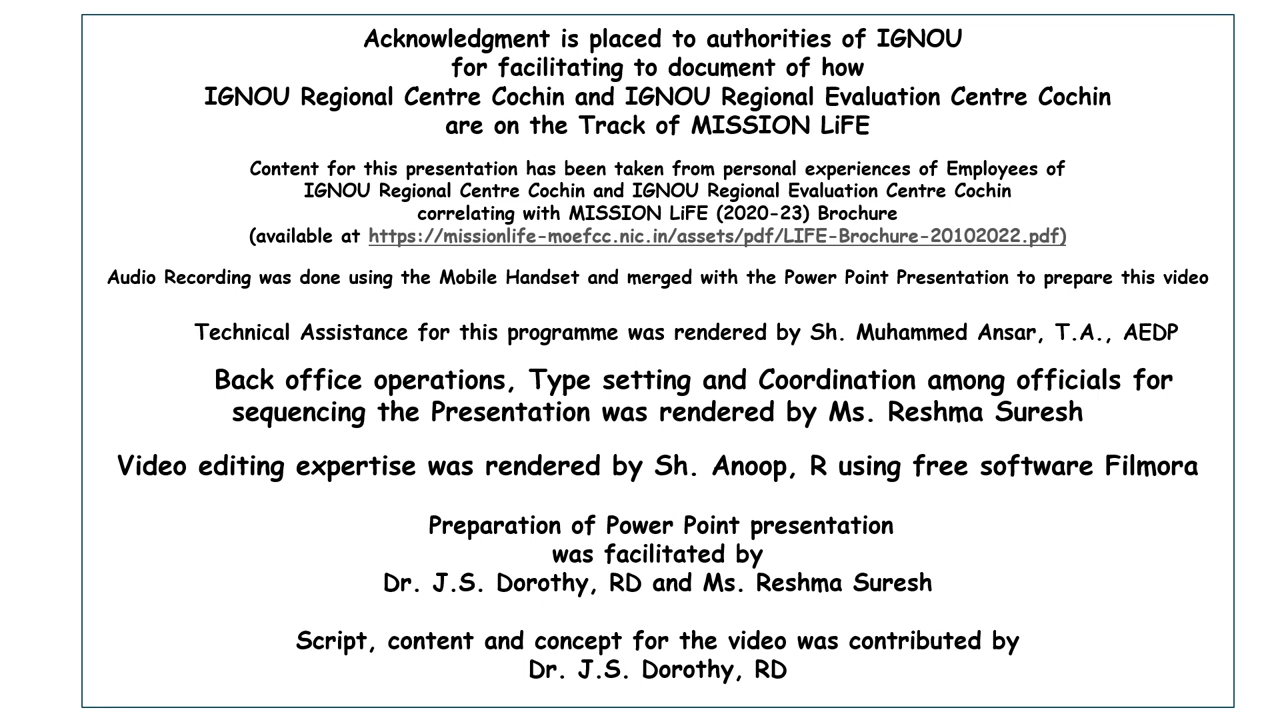 Acknowledgment is placed to authorities of IGNOU
for facilitating to document of how
IGNOU Regional Centre Cochin and IGNOU Regional Evaluation Centre Cochin
are on the Track of MISSION LiFE
Content for this presentation has been taken from personal experiences of Employees of
IGNOU Regional Centre Cochin and IGNOU Regional Evaluation Centre Cochin
correlating with MISSION LiFE (2020-23) Brochure
(available at https://missionlife-moefcc.nic.in/assets/pdf/LIFE-Brochure-20102022.pdf)
Audio Recording was done using the Mobile Handset and merged with the Power Point Presentation to prepare this video
Technical Assistance for this programme was rendered by Sh. Muhammed Ansar, T.A., AEDP
Back office operations, Type setting and Coordination among officials for
sequencing the Presentation was rendered by Ms. Reshma Suresh
Video editing expertise was rendered by Sh. Anoop, R using free software Filmora
Preparation of Power Point presentation
was facilitated by
Dr. J.S. Dorothy, RD and Ms. Reshma Suresh
Script, content and concept for the video was contributed by
Dr. J.S. Dorothy, RD